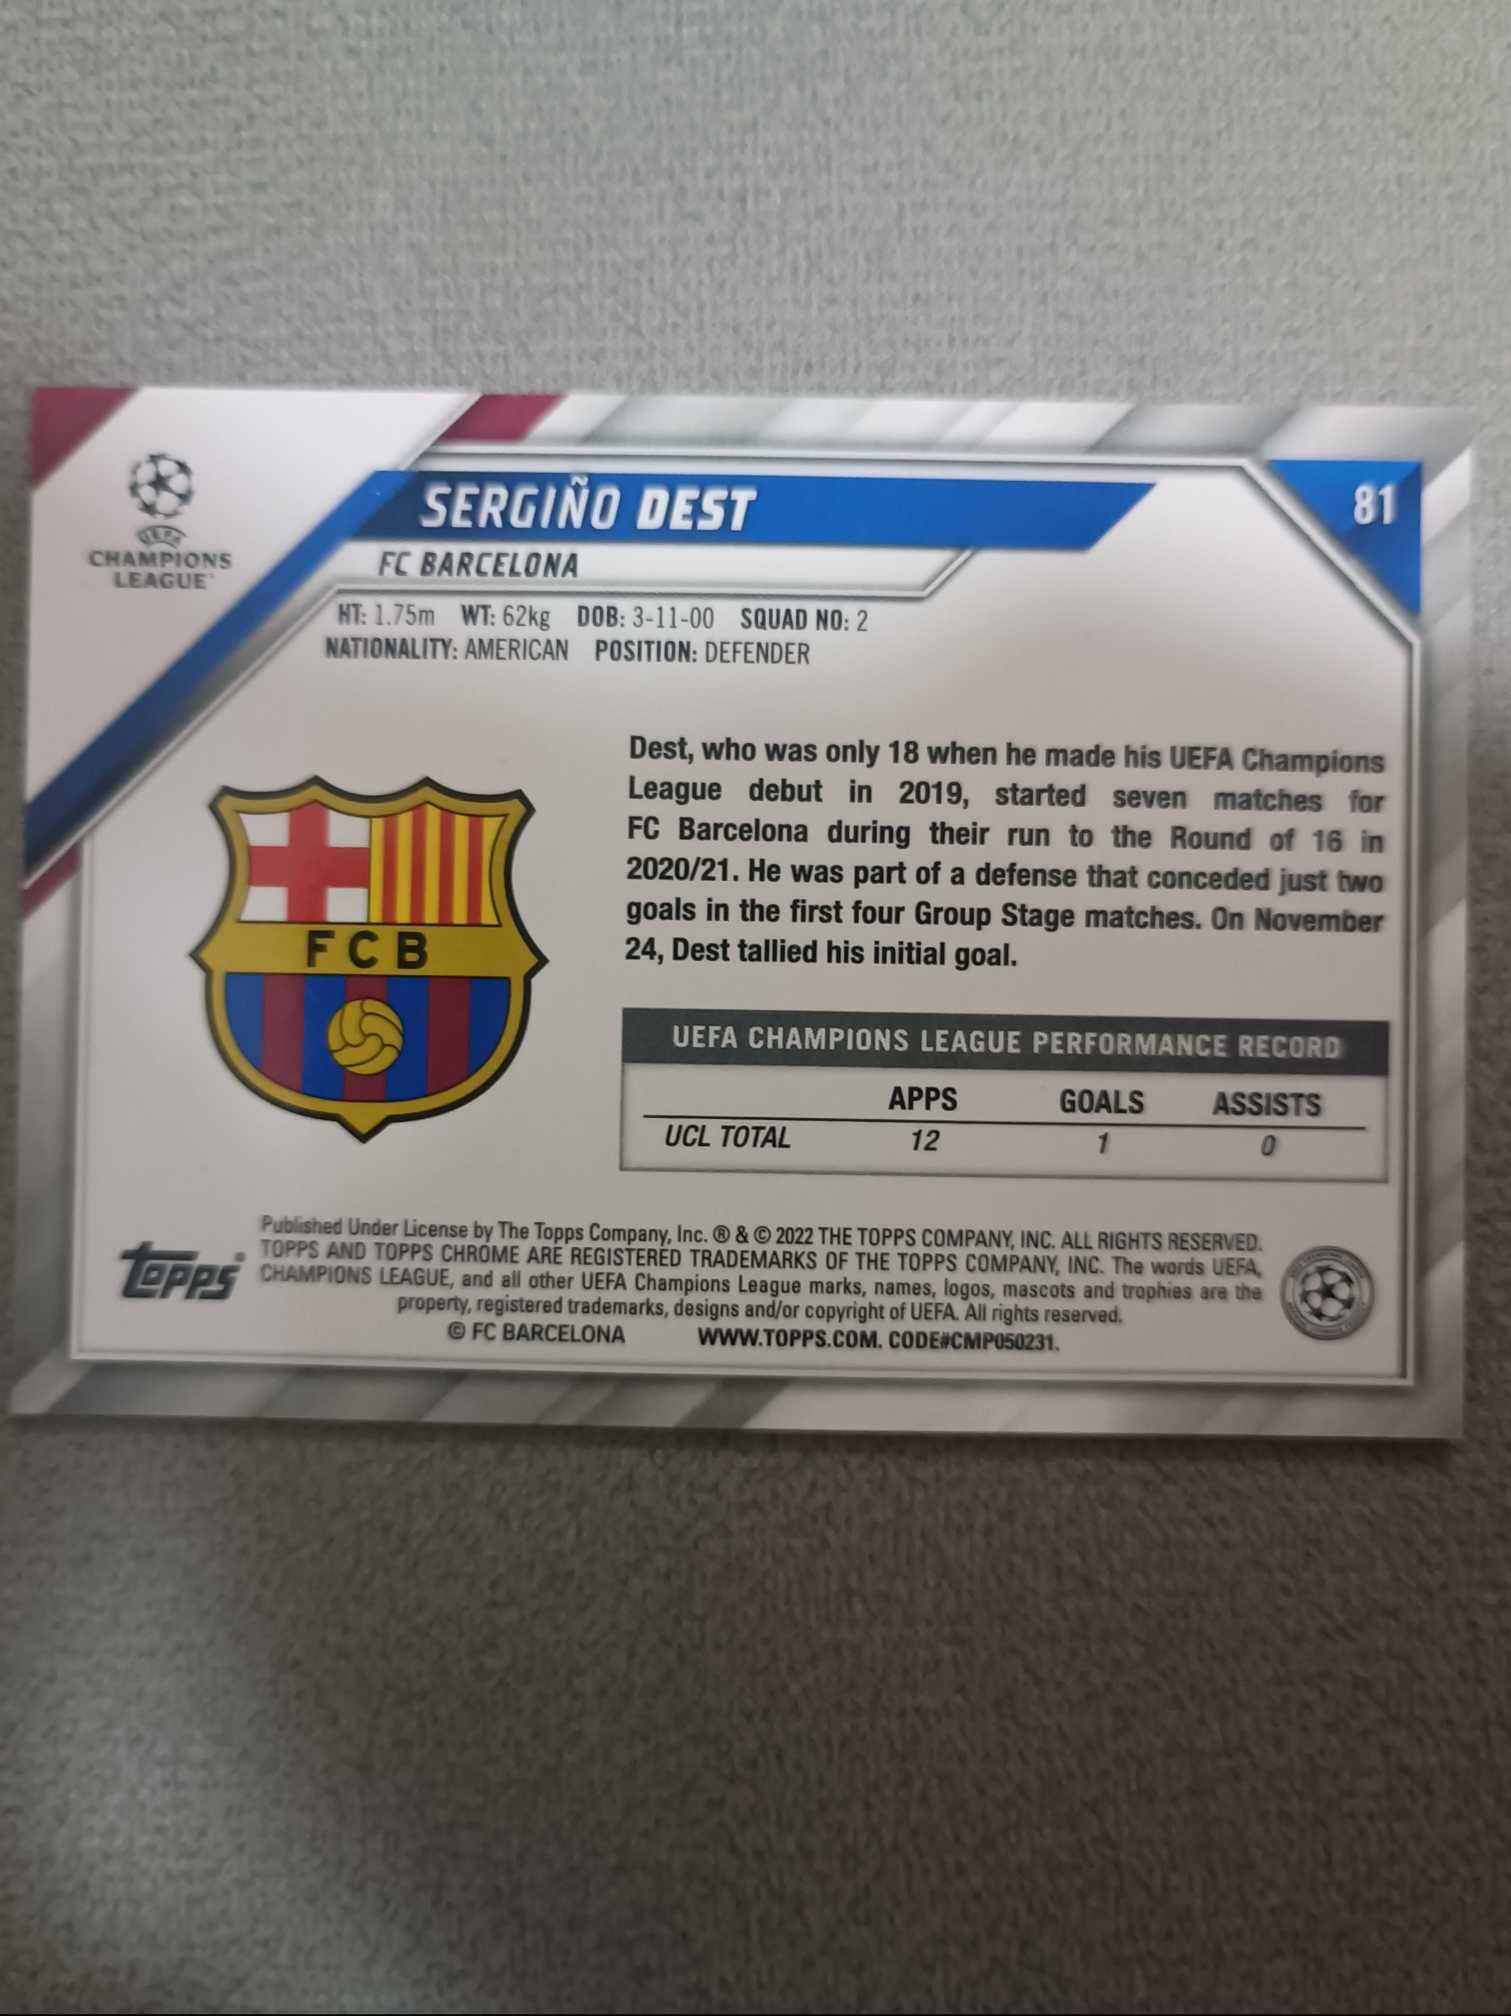 UEFA
CHAMPIONS
LEAGUE
SERGIÑO DEST
81
FC BARCELONA
HT: 1.75m WT: 62kg DOB: 3-11-00 SQUAD NO: 2
NATIONALITY: AMERICAN POSITION: DEFENDER
Dest, who was only 18 when he made his UEFA Champions
League debut in 2019, started seven matches for
FC Barcelona during their run to the Round of 16 in
2020/21. He was part of a defense that conceded just two
goals in the first four Group Stage matches. On November
24, Dest tallied his initial goal.
FCB
UEFA CHAMPIONS LEAGUE PERFORMANCE RECORD
APPS GOALS ASSISTS
UCL TOTAL 12 1 0
Topps
Published Under License by The Topps Company, Inc. ® & © 2022 THE TOPPS COMPANY, INC. ALL RIGHTS RESERVED.
TOPPS AND TOPPS CHROME ARE REGISTERED TRADEMARKS OF THE TOPPS COMPANY, INC. The words UEFA,
CHAMPIONS LEAGUE, and all other UEFA Champions League marks, names, logos, mascots and trophies are the
property, registered trademarks, designs and/or copyright of UEFA. All rights reserved.
© FC BARCELONA WWW.TOPPS.COM. CODE#CMP050231.